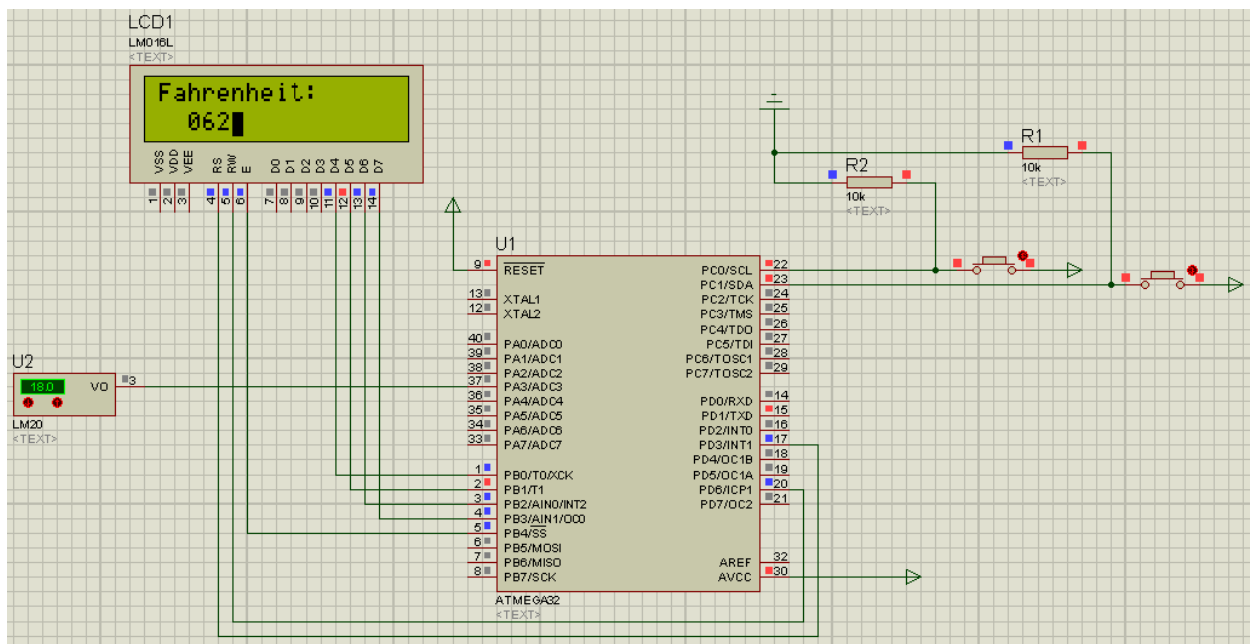 LCD1
LM016L
<TEXT>
Fahrenheit:
062
VSS
VDD
VEE
RS
RW
E
D0
D1
D2
D3
D4
D5
D6
D7
1
2
3
4
5
6
7
8
9
10
11
12
13
14
R1
10k
<TEXT>
R2
10k
<TEXT>
U1
9 RESET PC0/SCL 22
PC1/SDA 23
13 XTAL1 PC2/TCK 24
12 XTAL2 PC3/TMS 25
PC4/TDO 26
40 PA0/ADC0 PC5/TDI 27
39 PA1/ADC1 PC6/TOSC1 28
38 PA2/ADC2 PC7/TOSC2 29
37 PA3/ADC3
36 PA4/ADC4 PD0/RXD 14
35 PA5/ADC5 PD1/TXD 15
34 PA6/ADC6 PD2/INT0 16
33 PA7/ADC7 PD3/INT1 17
PD4/OC1B 18
1 PB0/T0/XCK PD5/OC1A 19
2 PB1/T1 PD6/ICP1 20
3 PB2/AIN0/INT2 PD7/OC2 21
4 PB3/AIN1/OC0
5 PB4/SS
6 PB5/MOSI
7 PB6/MISO AREF 32
8 PB7/SCK AVCC 30
ATMEGA32
<TEXT>
U2
18.0 VO 3
LM20
<TEXT>